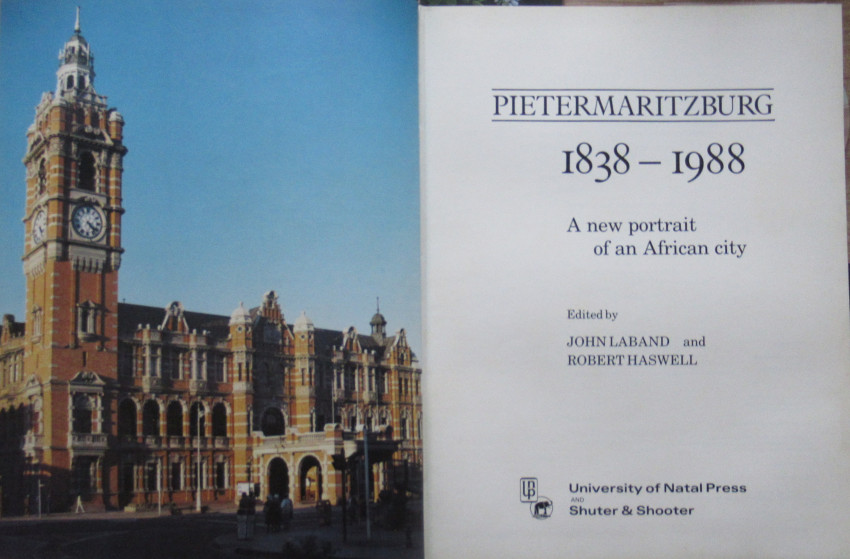 PIETERMARITZBURG
1838 – 1988
A new portrait
of an African city
Edited by
JOHN LABAND and
ROBERT HASWELL
University of Natal Press
AND
Shuter & Shooter